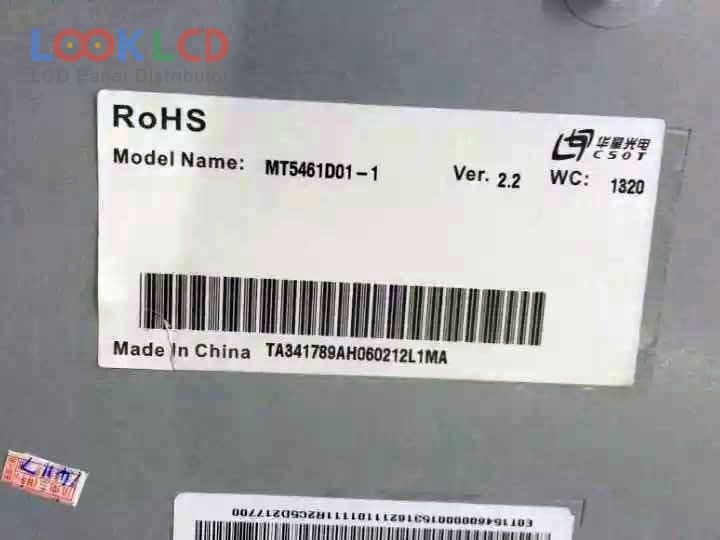 LOOKLCD
LCD Panel Distributor
RoHS
华星光电
CSOT
Model Name: MT5461D01-1 Ver. 2.2 WC: 1320
Made In China TA341789AH060212L1MA